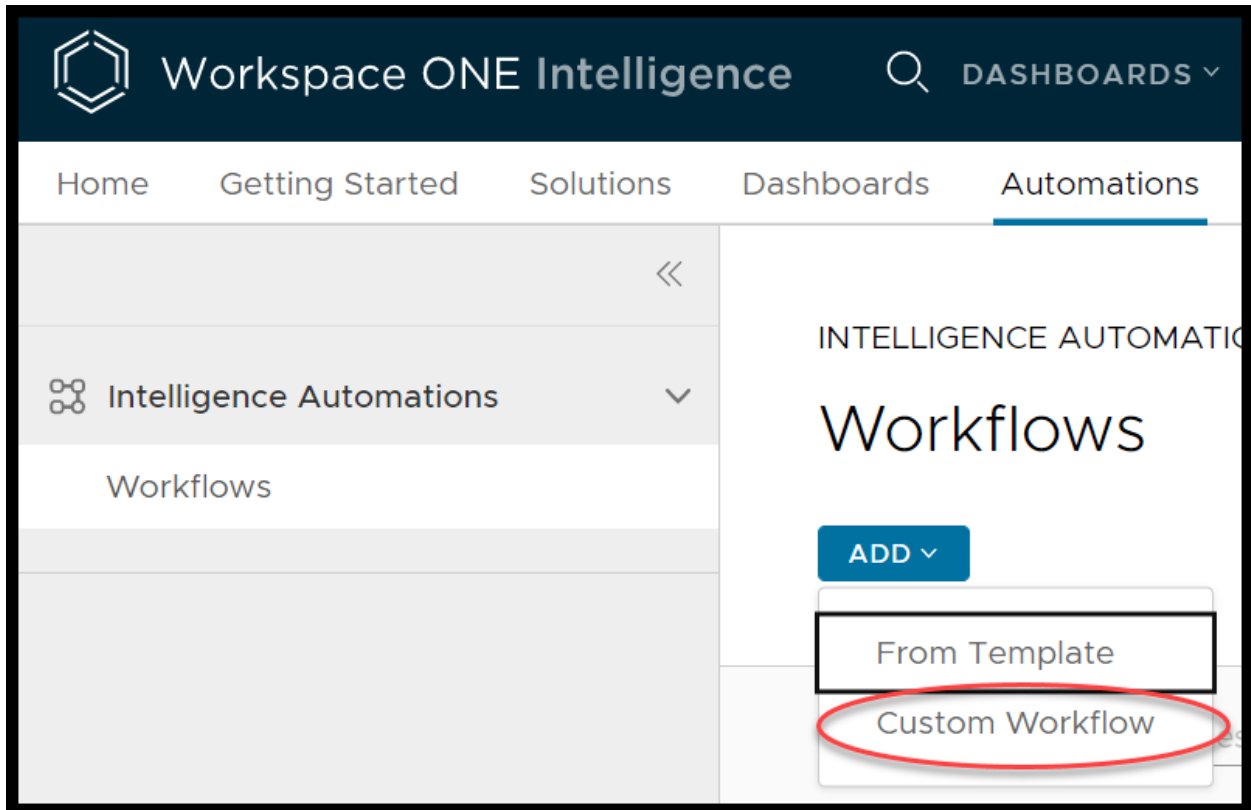 Workspace ONE Intelligence
DASHBOARDS
Home Getting Started Solutions Dashboards Automations
INTELLIGENCE
Intelligence Automations
Workflows
Workflows
ADD
From Template
Custom Workflow